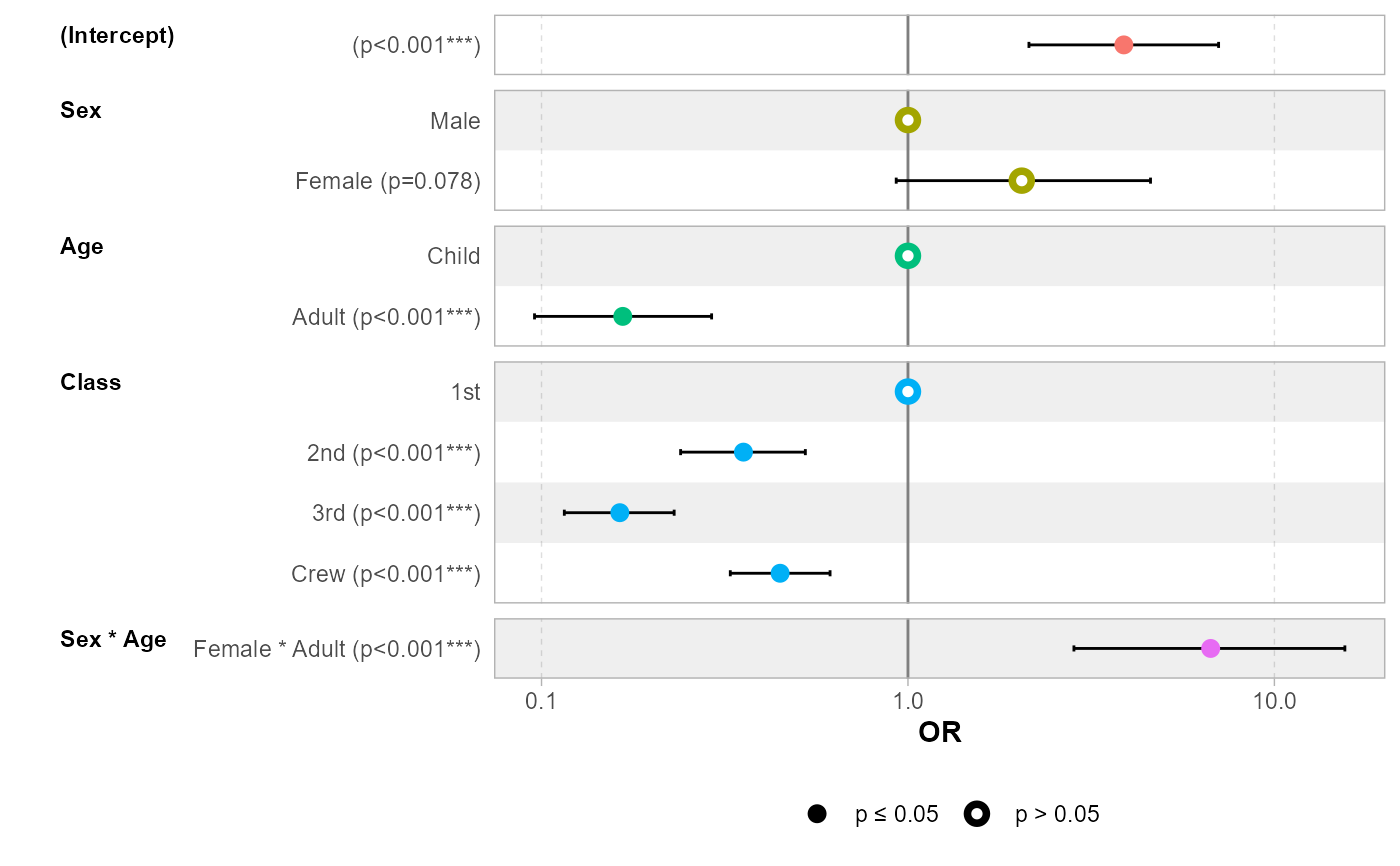 (Intercept)
(p<0.001***)
Sex
Male
Female (p=0.078)
Age
Child
Adult (p<0.001***)
Class
1st
2nd (p<0.001***)
3rd (p<0.001***)
Crew (p<0.001***)
Sex * Age
Female * Adult (p<0.001***)
0.1 1.0 10.0
OR
p ≤ 0.05 p > 0.05